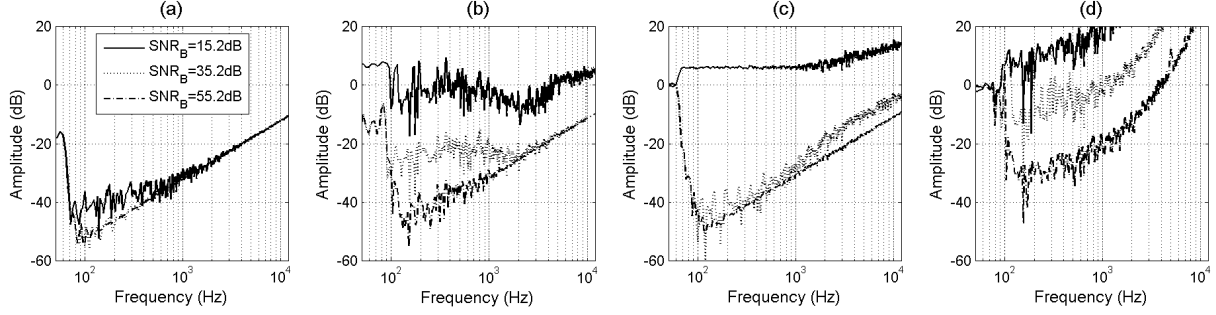 (a)
20
0
-20
-40
-60
Amplitude (dB)
SNR_B=15.2dB
SNR_B=35.2dB
SNR_B=55.2dB
10^2
10^3
10^4
Frequency (Hz)
(b)
20
0
-20
-40
-60
Amplitude (dB)
10^2
10^3
10^4
Frequency (Hz)
(c)
20
0
-20
-40
-60
Amplitude (dB)
10^2
10^3
10^4
Frequency (Hz)
(d)
20
0
-20
-40
-60
Amplitude (dB)
10^2
10^3
10^4
Frequency (Hz)